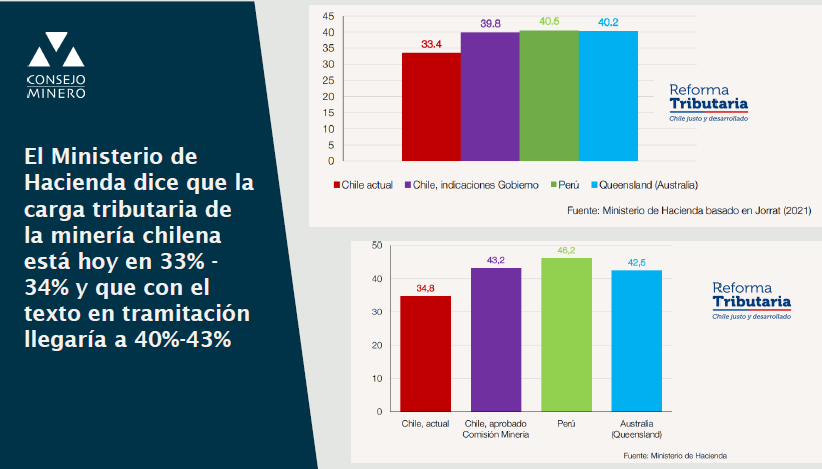 CONSEJO
MINERO
El Ministerio de
Hacienda dice que la
carga tributaria de
la minería chilena
está hoy en 33% -
34% y que con el
texto en tramitación
llegaría a 40%-43%
45
40
35
30
25
20
15
10
5
0
33.4
39.8
40.5
40.2
Reforma
Tributaria
Chile justo y desarrollado
Chile actual Chile, indicaciones Gobierno Perú Queensland (Australia)
Fuente: Ministerio de Hacienda basado en Jorrat (2021)
50
40
30
20
10
0
34,8
43,2
46,2
42,5
Reforma
Tributaria
Chile justo y desarrollado
Chile, actual Chile, aprobado Perú Australia
Comisión Minería (Queensland)
Fuente: Ministerio de Hacienda